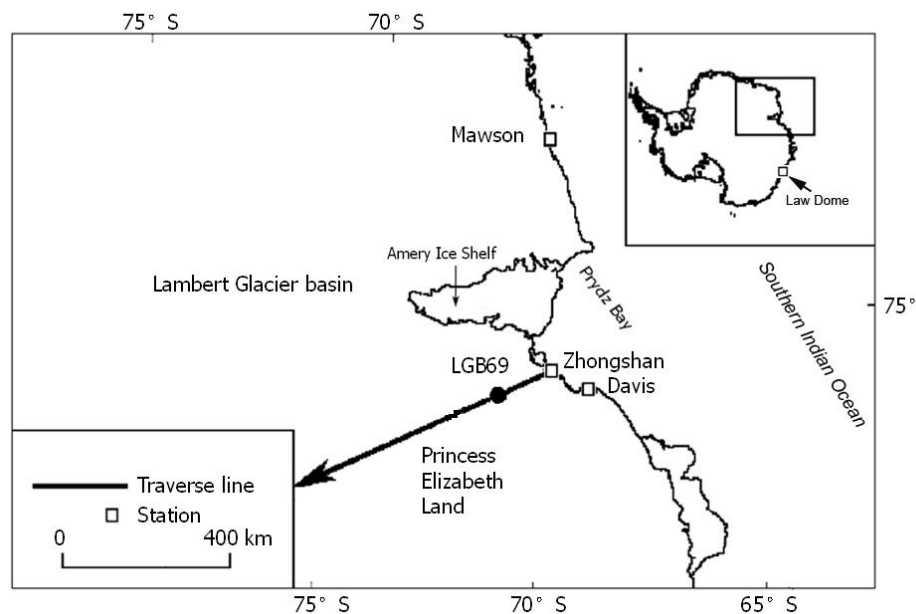 75° S
70° S
Mawson
Law Dome
Amery Ice Shelf
Lambert Glacier basin
Prydz Bay
Southern Indian Ocean
75°
LGB69
Zhongshan
Davis
Princess
Elizabeth
Land
Traverse line
Station
0
400 km
75° S
70° S
65° S